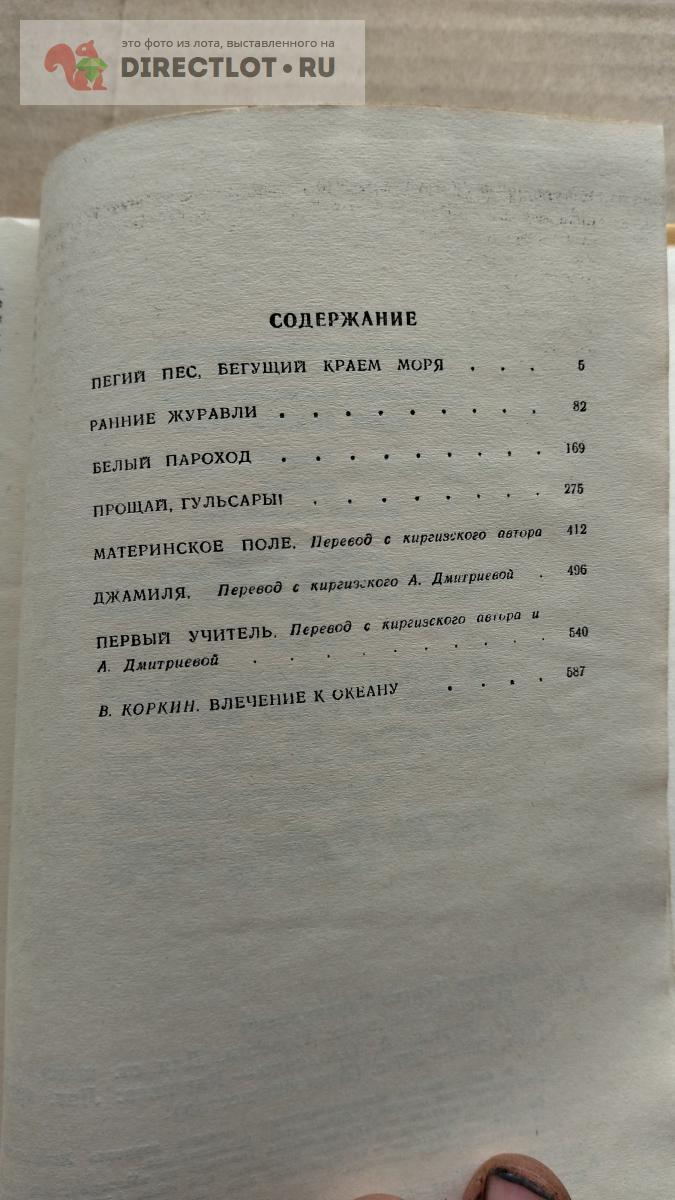 это фото из лота, выставленного на
DIRECTLOT•RU
СОДЕРЖАНИЕ
ПЕГИЙ ПЕС, БЕГУЩИЙ КРАЕМ МОРЯ . . . 5
РАННИЕ ЖУРАВЛИ . . . . . . . . . 82
БЕЛЫЙ ПАРОХОД . . . . . . . . . 169
ПРОЩАЙ, ГУЛЬСАРЫ! . . . . . . . . 275
МАТЕРИНСКОЕ ПОЛЕ. Перевод с киргизского автора 412
ДЖАМИЛЯ. Перевод с киргизского А. Дмитриевой . 496
ПЕРВЫЙ УЧИТЕЛЬ. Перевод с киргизского автора и
А. Дмитриевой . . . . . . . . . 540
В. КОРКИН. ВЛЕЧЕНИЕ К ОКЕАНУ . . . . 587